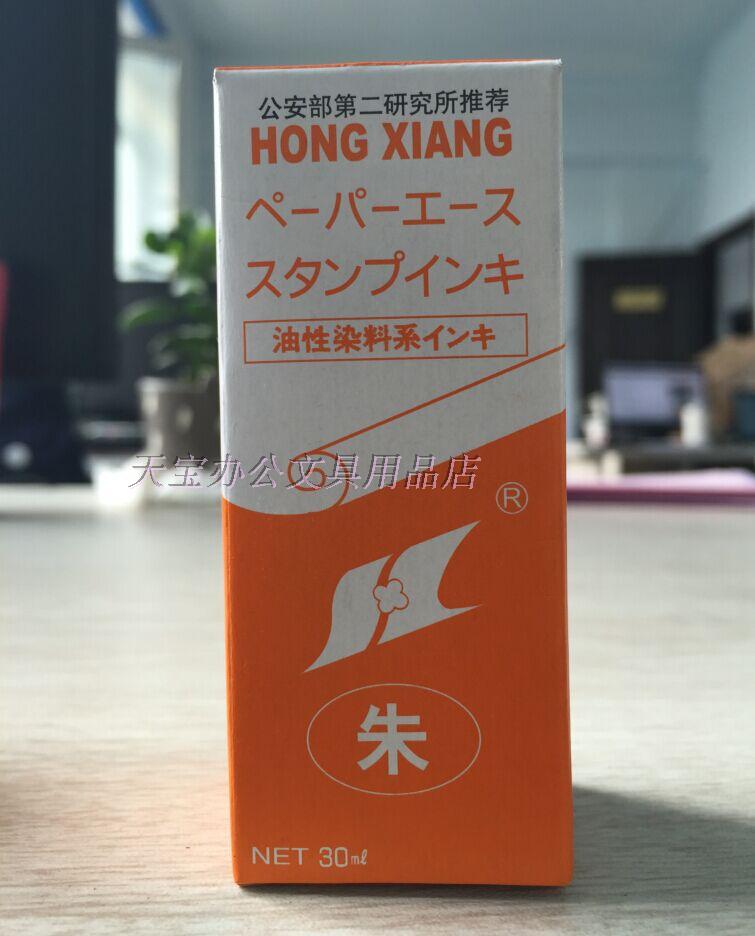 公安部第二研究所推荐
HONG XIANG
ペーパーエース
スタンプインキ
油性染料系インキ
天宝办公文具用品店
®
朱
NET 30ml